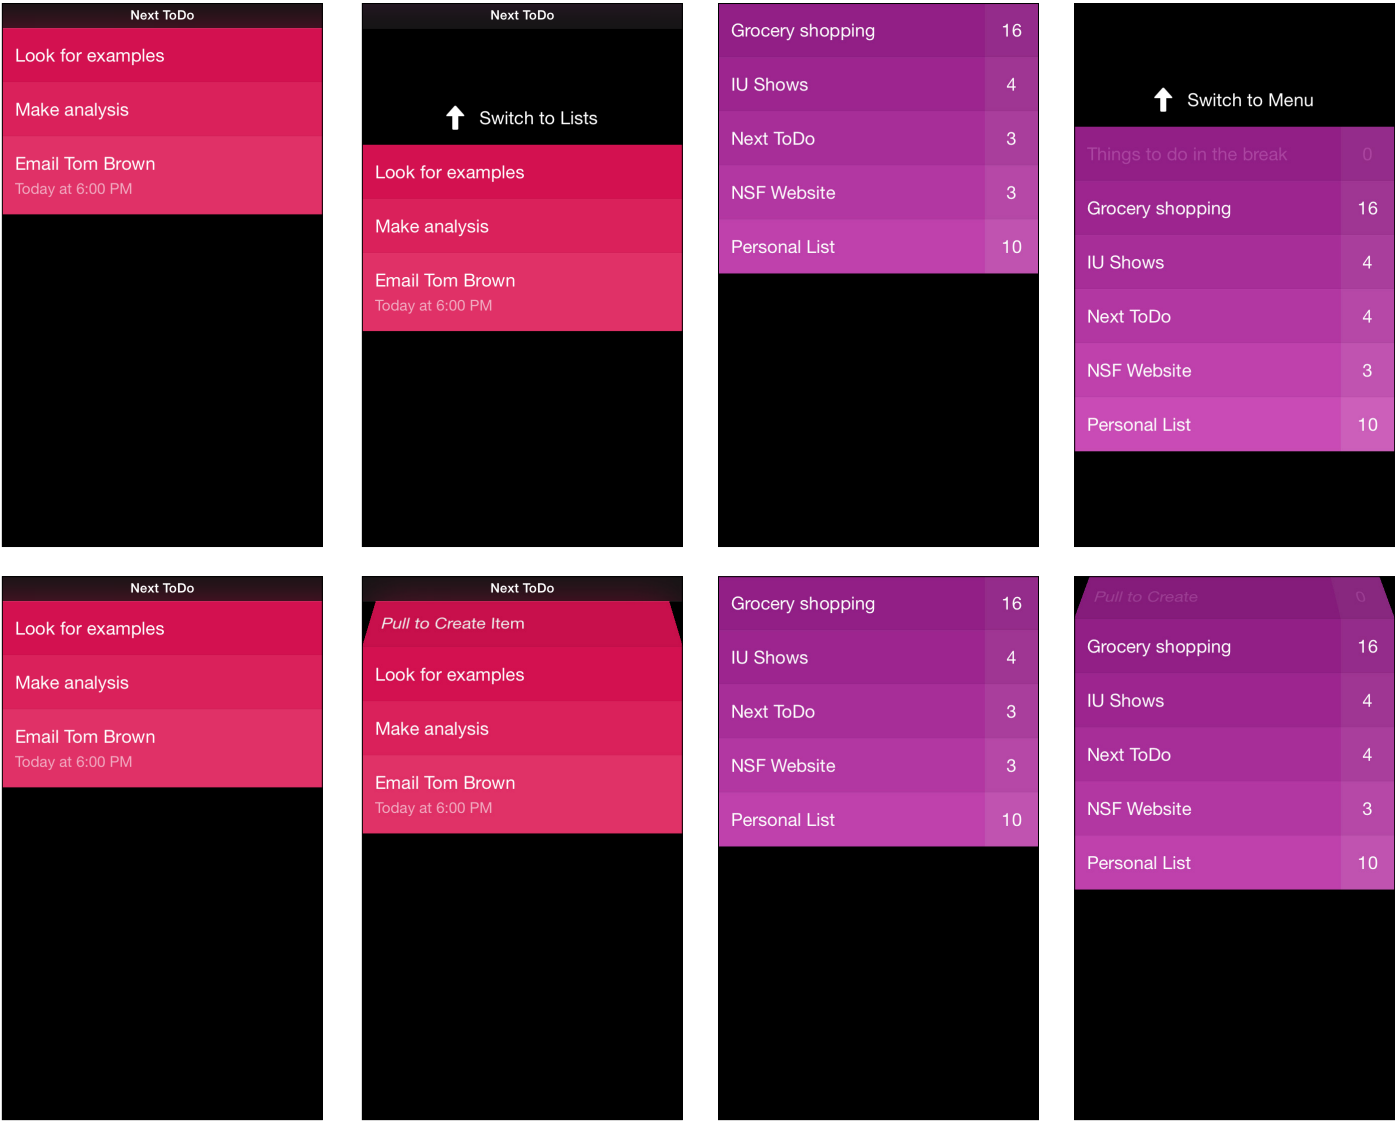 Next ToDo
Look for examples
Make analysis
Email Tom Brown
Today at 6:00 PM
Next ToDo
Switch to Lists
Look for examples
Make analysis
Email Tom Brown
Today at 6:00 PM
Grocery shopping 16
IU Shows 4
Next ToDo 3
NSF Website 3
Personal List 10
Switch to Menu
Things to do in the break 0
Grocery shopping 16
IU Shows 4
Next ToDo 4
NSF Website 3
Personal List 10
Next ToDo
Look for examples
Make analysis
Email Tom Brown
Today at 6:00 PM
Next ToDo
Pull to Create Item
Look for examples
Make analysis
Email Tom Brown
Today at 6:00 PM
Grocery shopping 16
IU Shows 4
Next ToDo 3
NSF Website 3
Personal List 10
Pull to Create 0
Grocery shopping 16
IU Shows 4
Next ToDo 4
NSF Website 3
Personal List 10